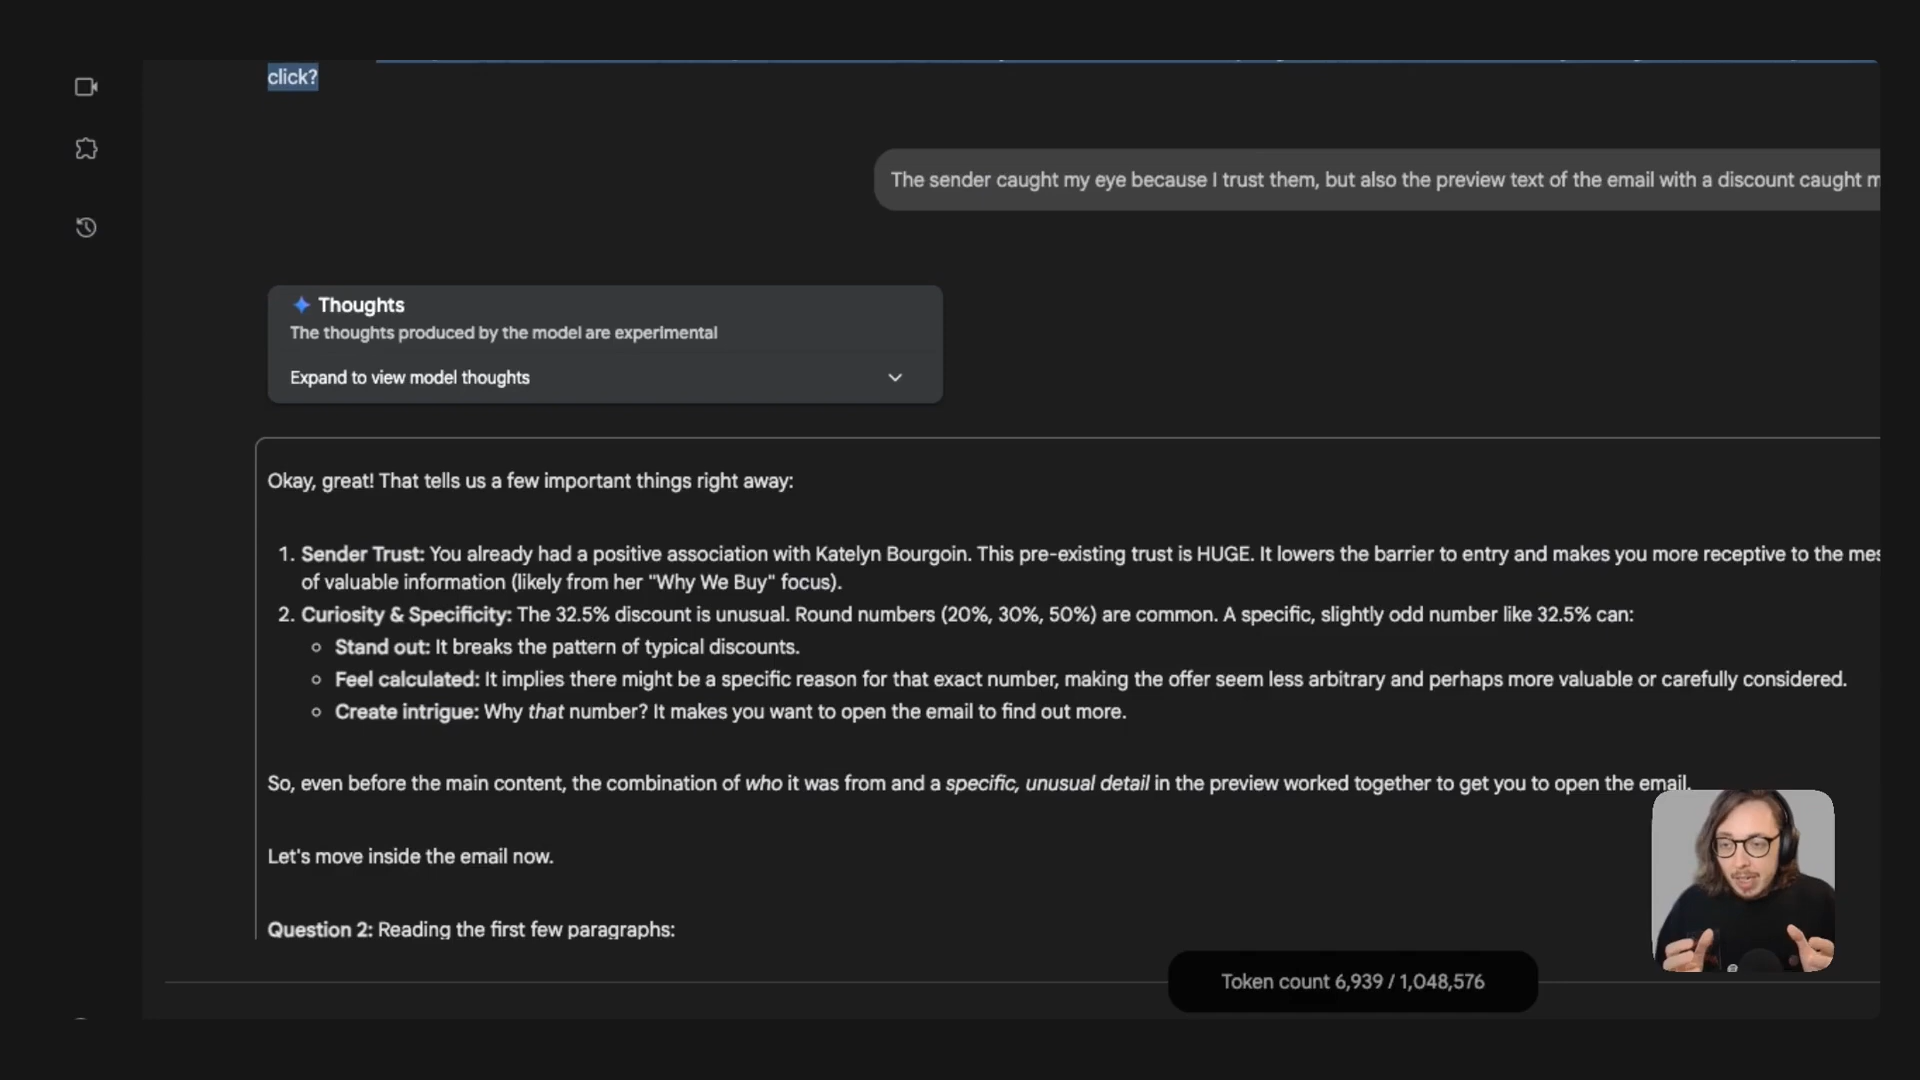 click?
The sender caught my eye because I trust them, but also the preview text of the email with a discount caught
Thoughts
The thoughts produced by the model are experimental
Expand to view model thoughts
Okay, great! That tells us a few important things right away:
1. Sender Trust: You already had a positive association with Katelyn Bourgoin. This pre-existing trust is HUGE. It lowers the barrier to entry and makes you more receptive to the
of valuable information (likely from her "Why We Buy" focus).
2. Curiosity & Specificity: The 32.5% discount is unusual. Round numbers (20%, 30%, 50%) are common. A specific, slightly odd number like 32.5% can:
Stand out: It breaks the pattern of typical discounts.
Feel calculated: It implies there might be a specific reason for that exact number, making the offer seem less arbitrary and perhaps more valuable or carefully considered.
Create intrigue: Why that number? It makes you want to open the email to find out more.
So, even before the main content, the combination of who it was from and a specific, unusual detail in the preview worked together to get you to open the email.
Let's move inside the email now.
Question 2: Reading the first few paragraphs:
Token count 6,939 / 1,048,576